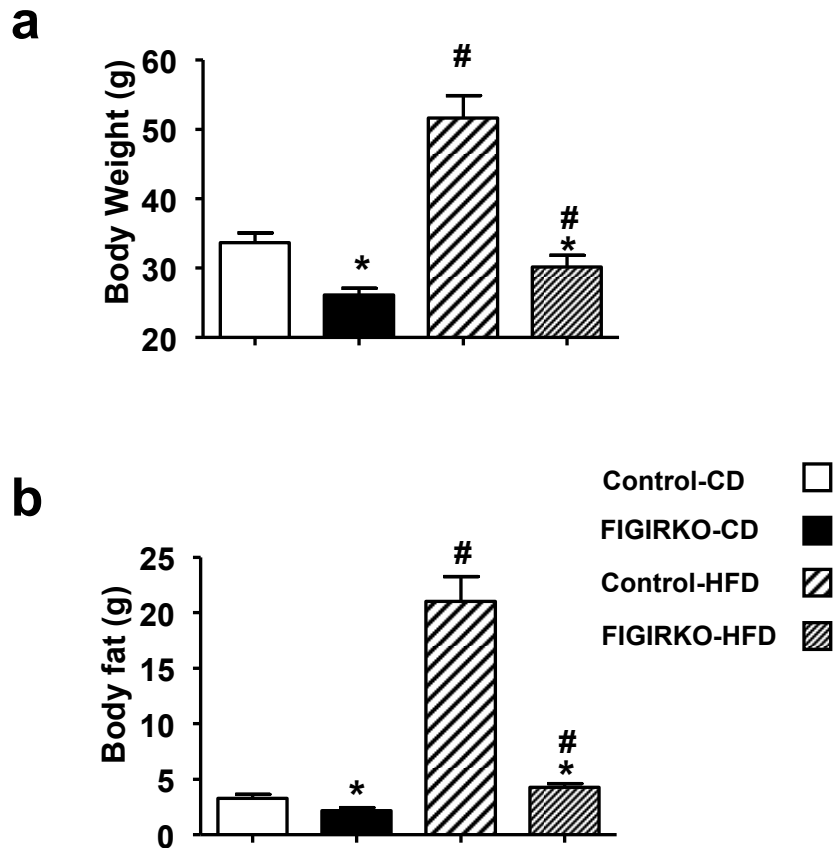 a
Body Weight (g)
60
50
40
30
20
*
#
#
*
b
Body fat (g)
25
20
15
10
5
0
*
#
#
*
Control-CD
FIGIRKO-CD
Control-HFD
FIGIRKO-HFD